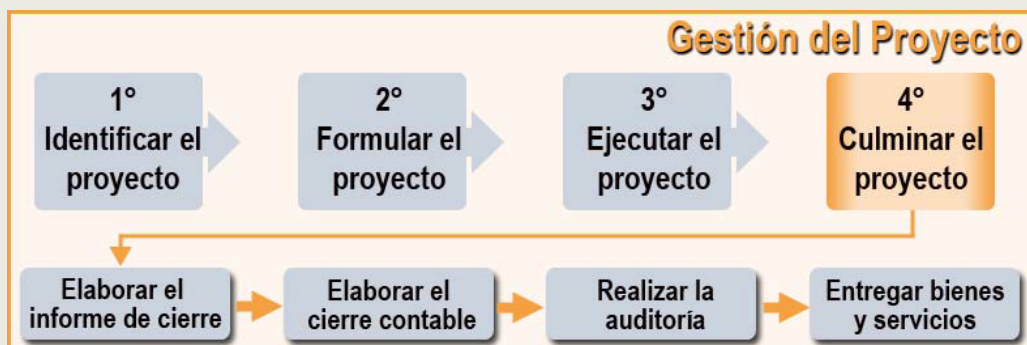 Gestión del Proyecto
1°
Identificar el
proyecto
2°
Formular el
proyecto
3°
Ejecutar el
proyecto
4°
Culminar el
proyecto
Elaborar el
informe de cierre
Elaborar el
cierre contable
Realizar la
auditoría
Entregar bienes
y servicios